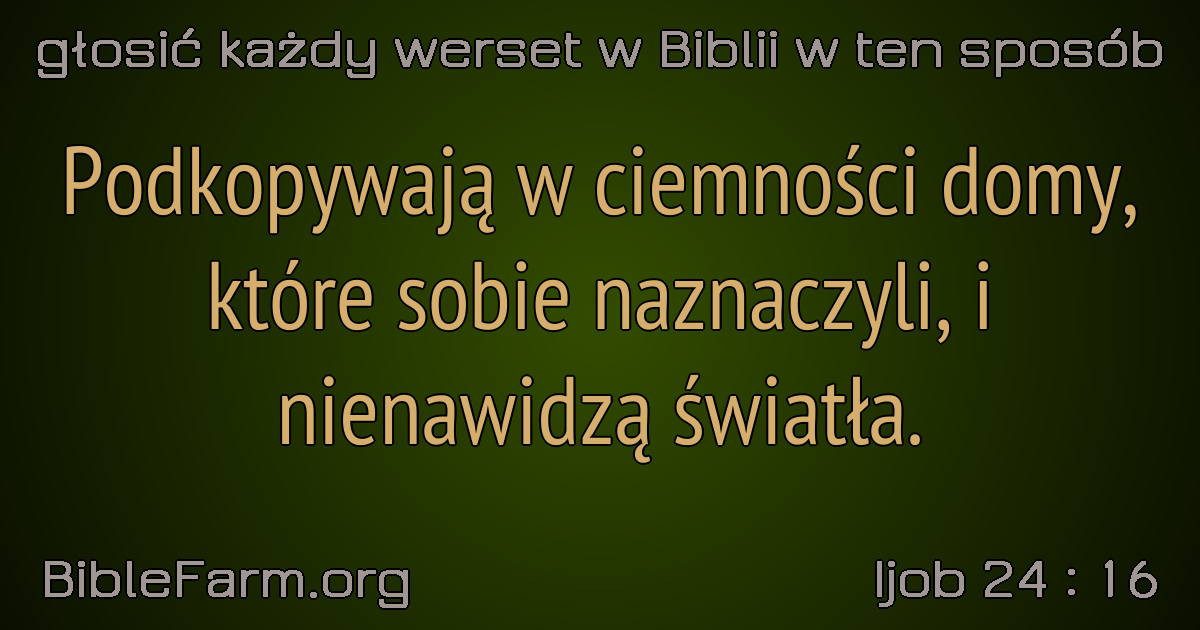 głosić każdy werset w Biblii w ten sposób
Podkopywają w ciemności domy,
które sobie naznaczyli, i
nienawidzą światła.
BibleFarm.org
Ijob 24 : 16